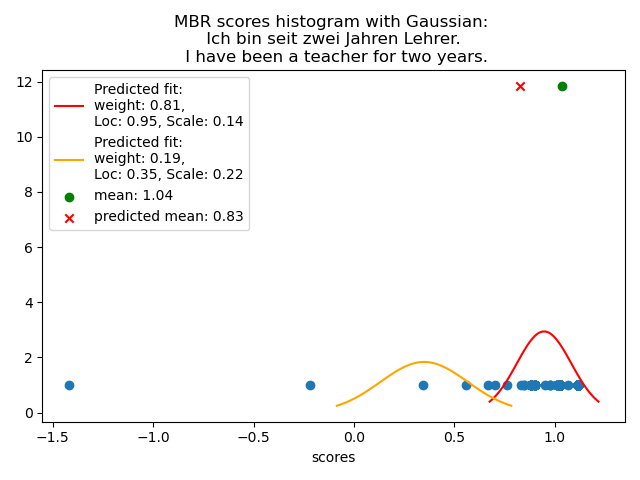 MBR scores histogram with Gaussian:
Ich bin seit zwei Jahren Lehrer.
I have been a teacher for two years.
12
10
8
6
4
2
0
Predicted fit:
weight: 0.81,
Loc: 0.95, Scale: 0.14
Predicted fit:
weight: 0.19,
Loc: 0.35, Scale: 0.22
mean: 1.04
predicted mean: 0.83
−1.5 −1.0 −0.5 0.0 0.5 1.0
scores